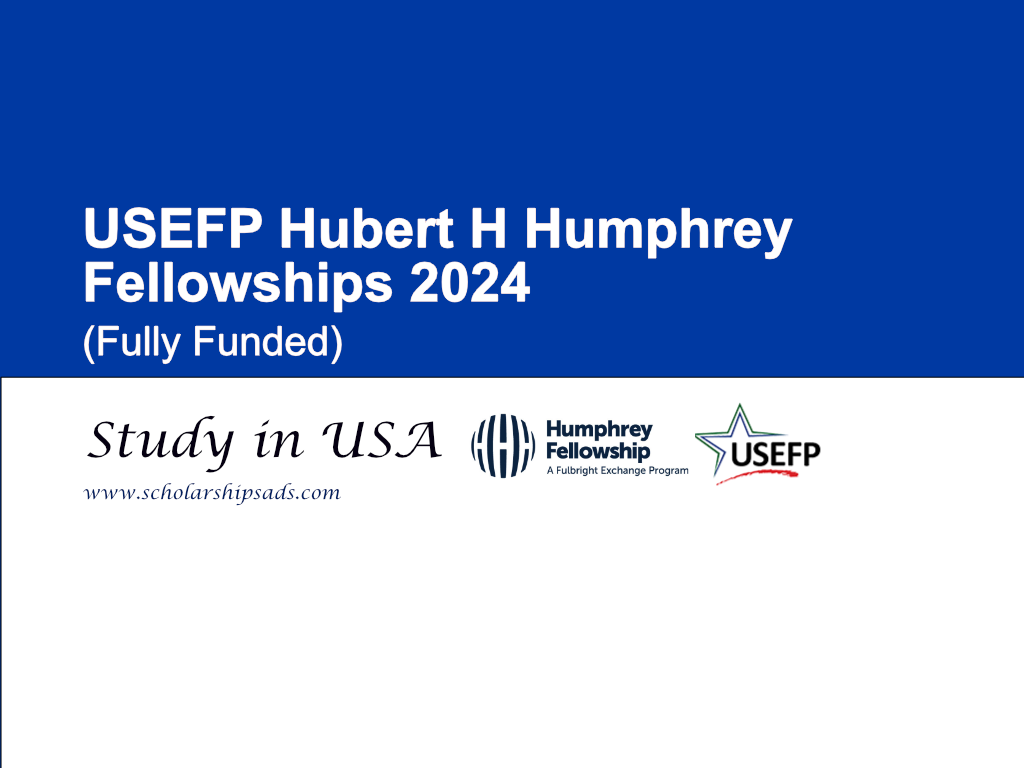 USEFP Hubert H Humphrey
Fellowships 2024
(Fully Funded)
Study in USA
www.scholarshipsads.com
Humphrey
Fellowship
A Fulbright Exchange Program
USEFP